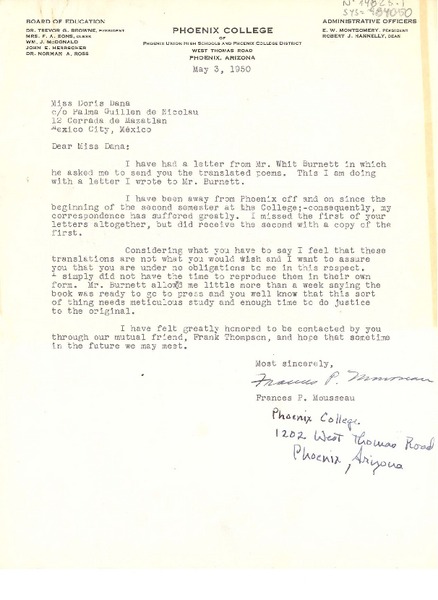 BOARD OF EDUCATION
DR. TREVOR G. BROWNE, PRESIDENT
MRS. F. A. EONS, CLERK
WM. J. McDONALD
JOHN E. HERRSCHER
DR. NORMAN A. ROSS
PHOENIX COLLEGE
OF
PHOENIX UNION HIGH SCHOOLS AND PHOENIX COLLEGE DISTRICT
WEST THOMAS ROAD
PHOENIX, ARIZONA
ADMINISTRATIVE OFFICERS
E. W. MONTGOMERY, PRESIDENT
ROBERT J. HANNELLY, DEAN
May 3, 1950
Miss Doris Dana
c/o Palma Guillen de Nicolau
12 Cerrada de Mazatlan
Mexico City, México
Dear Miss Dana:
I have had a letter from Mr. Whit Burnett in which
he asked me to send you the translated poems. This I am doing
with a letter I wrote to Mr. Burnett.
I have been away from Phoenix off and on since the
beginning of the second semester at the College;-consequently, my
correspondence has suffered greatly. I missed the first of your
letters altogether, but did receive the second with a copy of the
first.
Considering what you have to say I feel that these
translations are not what you would wish and I want to assure
you that you are under no obligations to me in this respect.
I simply did not have the time to reproduce them in their own
form. Mr. Burnett allowed me little more than a week saying the
book was ready to go to press and you well know that this sort
of thing needs meticulous study and enough time to do justice
to the original.
I have felt greatly honored to be contacted by you
through our mutual friend, Frank Thompson, and hope that sometime
in the future we may meet.
Most sincerely,
Frances P. Mousseau
Frances P. Mousseau
Phoenix College.
1202 West Thomas Road
Phoenix, Arizona